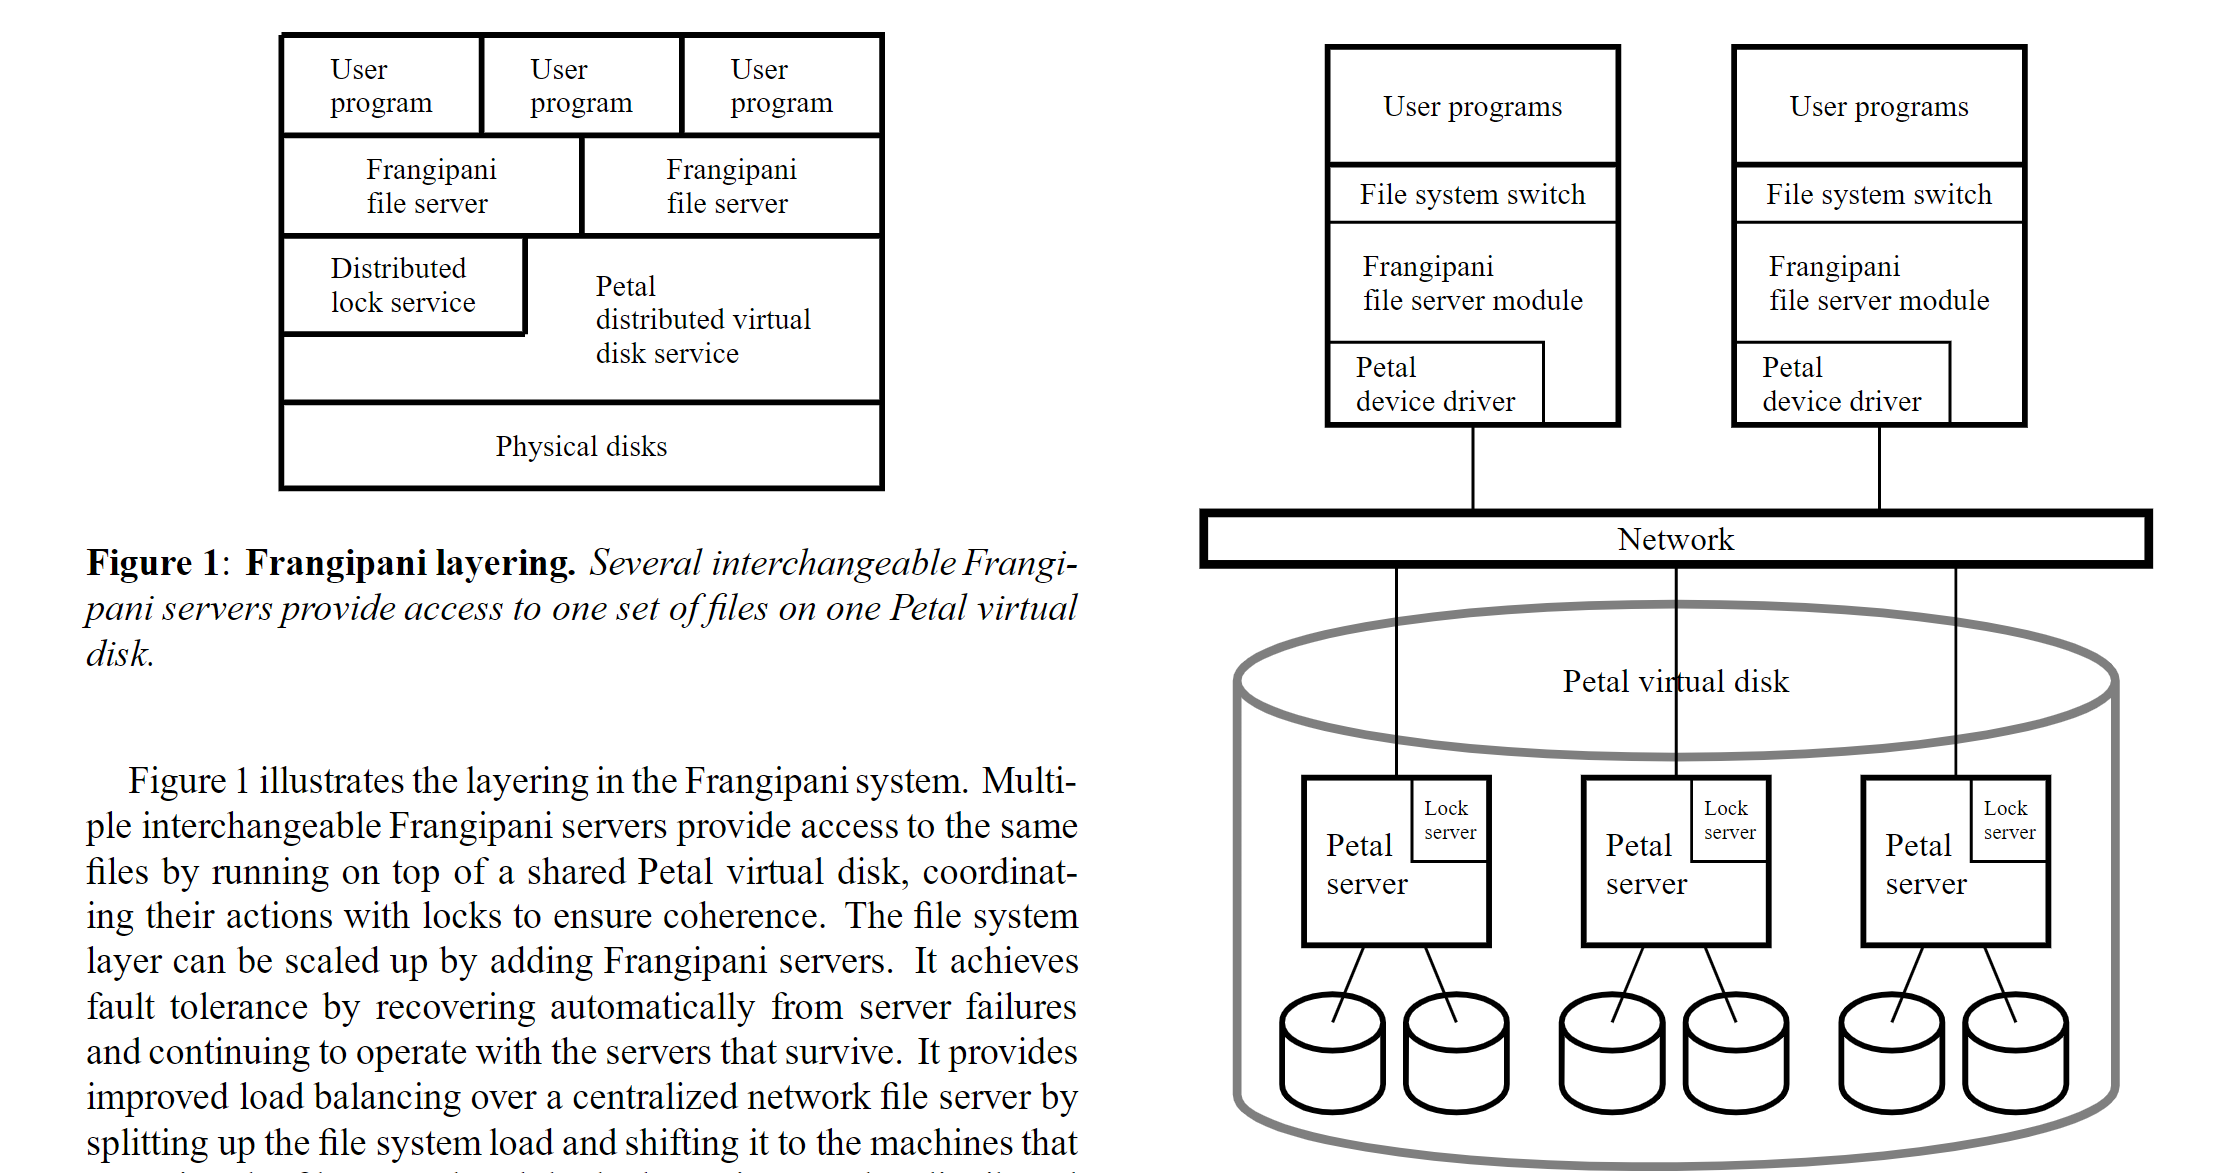 User
program
User
program
User
program
Frangipani
file server
Frangipani
file server
Distributed
lock service
Petal
distributed virtual
disk service
Physical disks
Figure 1: Frangipani layering. Several interchangeable Frangi-
pani servers provide access to one set of files on one Petal virtual
disk.
Figure 1 illustrates the layering in the Frangipani system. Multi-
ple interchangeable Frangipani servers provide access to the same
files by running on top of a shared Petal virtual disk, coordinat-
ing their actions with locks to ensure coherence. The file system
layer can be scaled up by adding Frangipani servers. It achieves
fault tolerance by recovering automatically from server failures
and continuing to operate with the servers that survive. It provides
improved load balancing over a centralized network file server by
splitting up the file system load and shifting it to the machines that
User programs
File system switch
Frangipani
file server module
Petal
device driver
User programs
File system switch
Frangipani
file server module
Petal
device driver
Network
Petal virtual disk
Lock
server
Petal
server
Lock
server
Petal
server
Lock
server
Petal
server